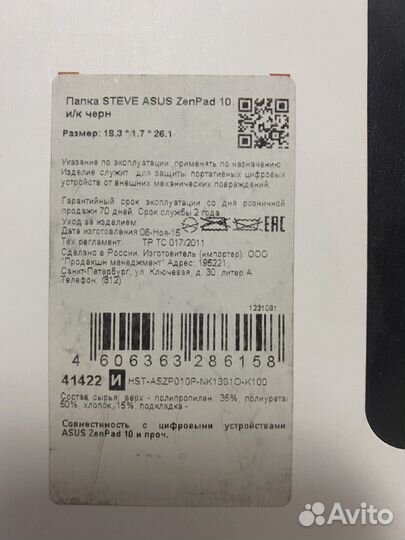 Папка STEVE ASUS ZenPad 10
и/к черн
Размер: 18.3 * 1.7 * 26.1
Указание по эксплуатации: применять по назначению
Изделие служит для защиты портативных цифровых
устройств от внешних механических повреждений.
Гарантийный срок эксплуатации со дня розничной
продажи 70 дней. Срок службы 2 года.
Уход за изделием:
EAC
Дата изготовления:06-Ноя-15
Тех.регламент: ТР ТС 017/2011
Сделано в России. Изготовитель (импортер): ООО
"Продакшн менеджмент" Адрес: 195221,
Санкт-Петербург, ул. Ключевая, д. 30, литер А
Телефон: (812)
1231081
4 606363 286158
41422 И HST-ASZP010P-NK1301O-K100
Состав сырья: верх - полипропилен 35%, полиурета
50%, хлопок, 15%, подкладка -
Совместимость с цифровыми устройствами
ASUS ZenPad 10 и проч.
Avito